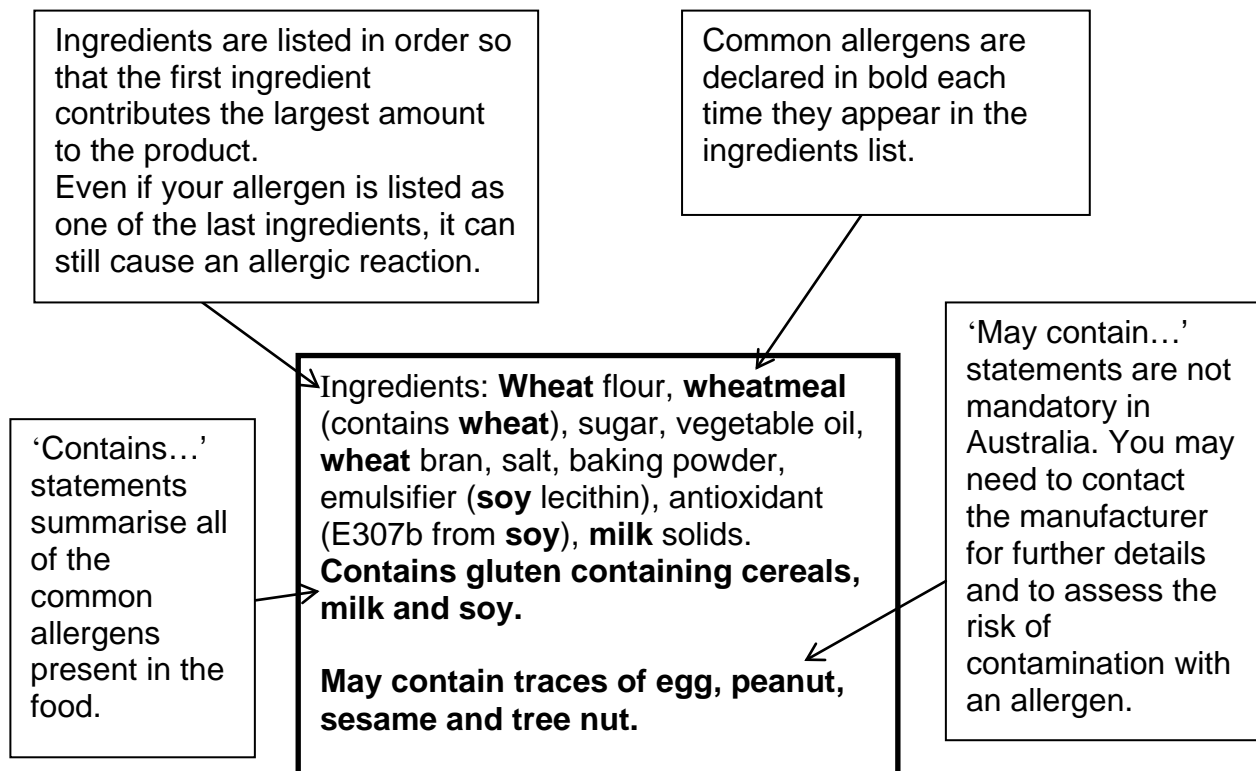 Ingredients are listed in order so
that the first ingredient
contributes the largest amount
to the product.
Even if your allergen is listed as
one of the last ingredients, it can
still cause an allergic reaction.
Common allergens are
declared in bold each
time they appear in the
ingredients list.
‘Contains…’
statements
summarise all
of the
common
allergens
present in the
food.
Ingredients: Wheat flour, wheatmeal
(contains wheat), sugar, vegetable oil,
wheat bran, salt, baking powder,
emulsifier (soy lecithin), antioxidant
(E307b from soy), milk solids.
Contains gluten containing cereals,
milk and soy.
May contain traces of egg, peanut,
sesame and tree nut.
‘May contain…’
statements are not
mandatory in
Australia. You may
need to contact
the manufacturer
for further details
and to assess the
risk of
contamination with
an allergen.